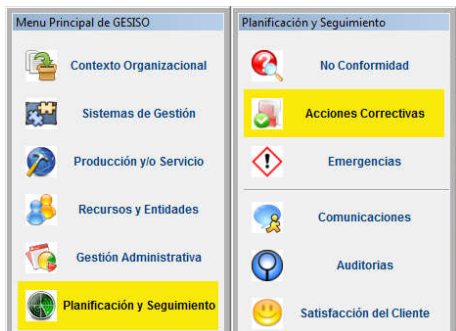 Menu Principal de GESISO
Contexto Organizacional
Sistemas de Gestión
Producción y/o Servicio
Recursos y Entidades
Gestión Administrativa
Planificación y Seguimiento
Planificación y Seguimiento
No Conformidad
Acciones Correctivas
Emergencias
Comunicaciones
Auditorias
Satisfacción del Cliente